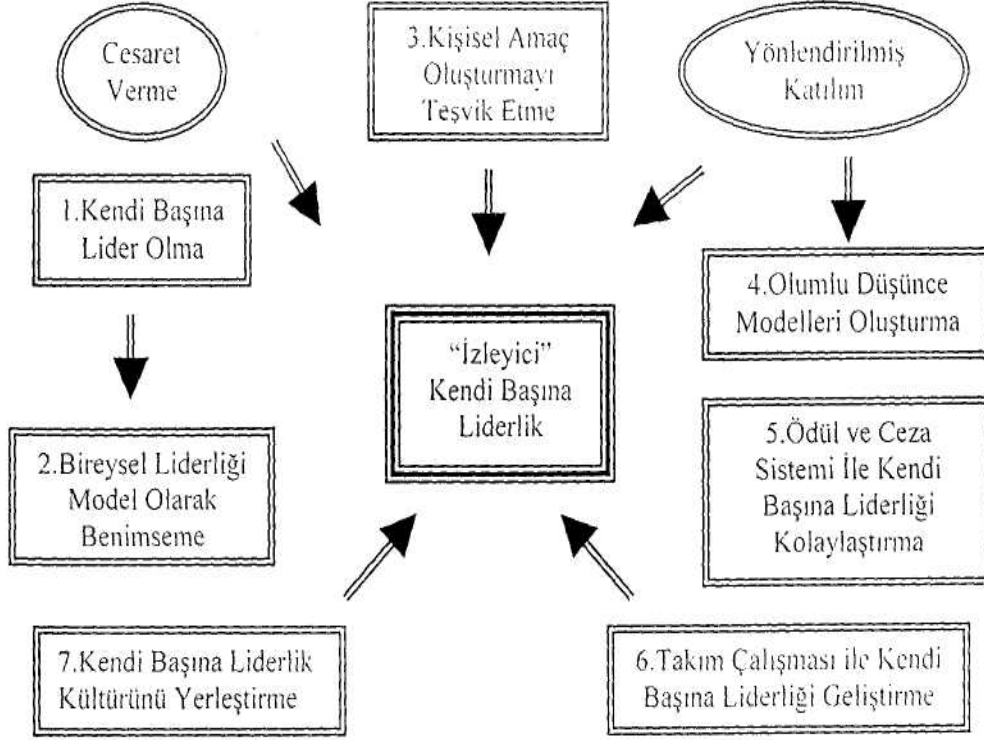 Cesaret
Verme
3.Kişisel Amaç
Oluşturmayı
Teşvik Etme
Yönlendirilmiş
Katılım
1.Kendi Başına
Lider Olma
4.Olumlu Düşünce
Modelleri Oluşturma
“İzleyici”
Kendi Başına
Liderlik
2.Bireysel Liderliği
Model Olarak
Benimseme
5.Ödül ve Ceza
Sistemi İle Kendi
Başına Liderliği
Kolaylaştırma
7.Kendi Başına Liderlik
Kültürünü Yerleştirme
6.Takım Çalışması ile Kendi
Başına Liderliği Geliştirme